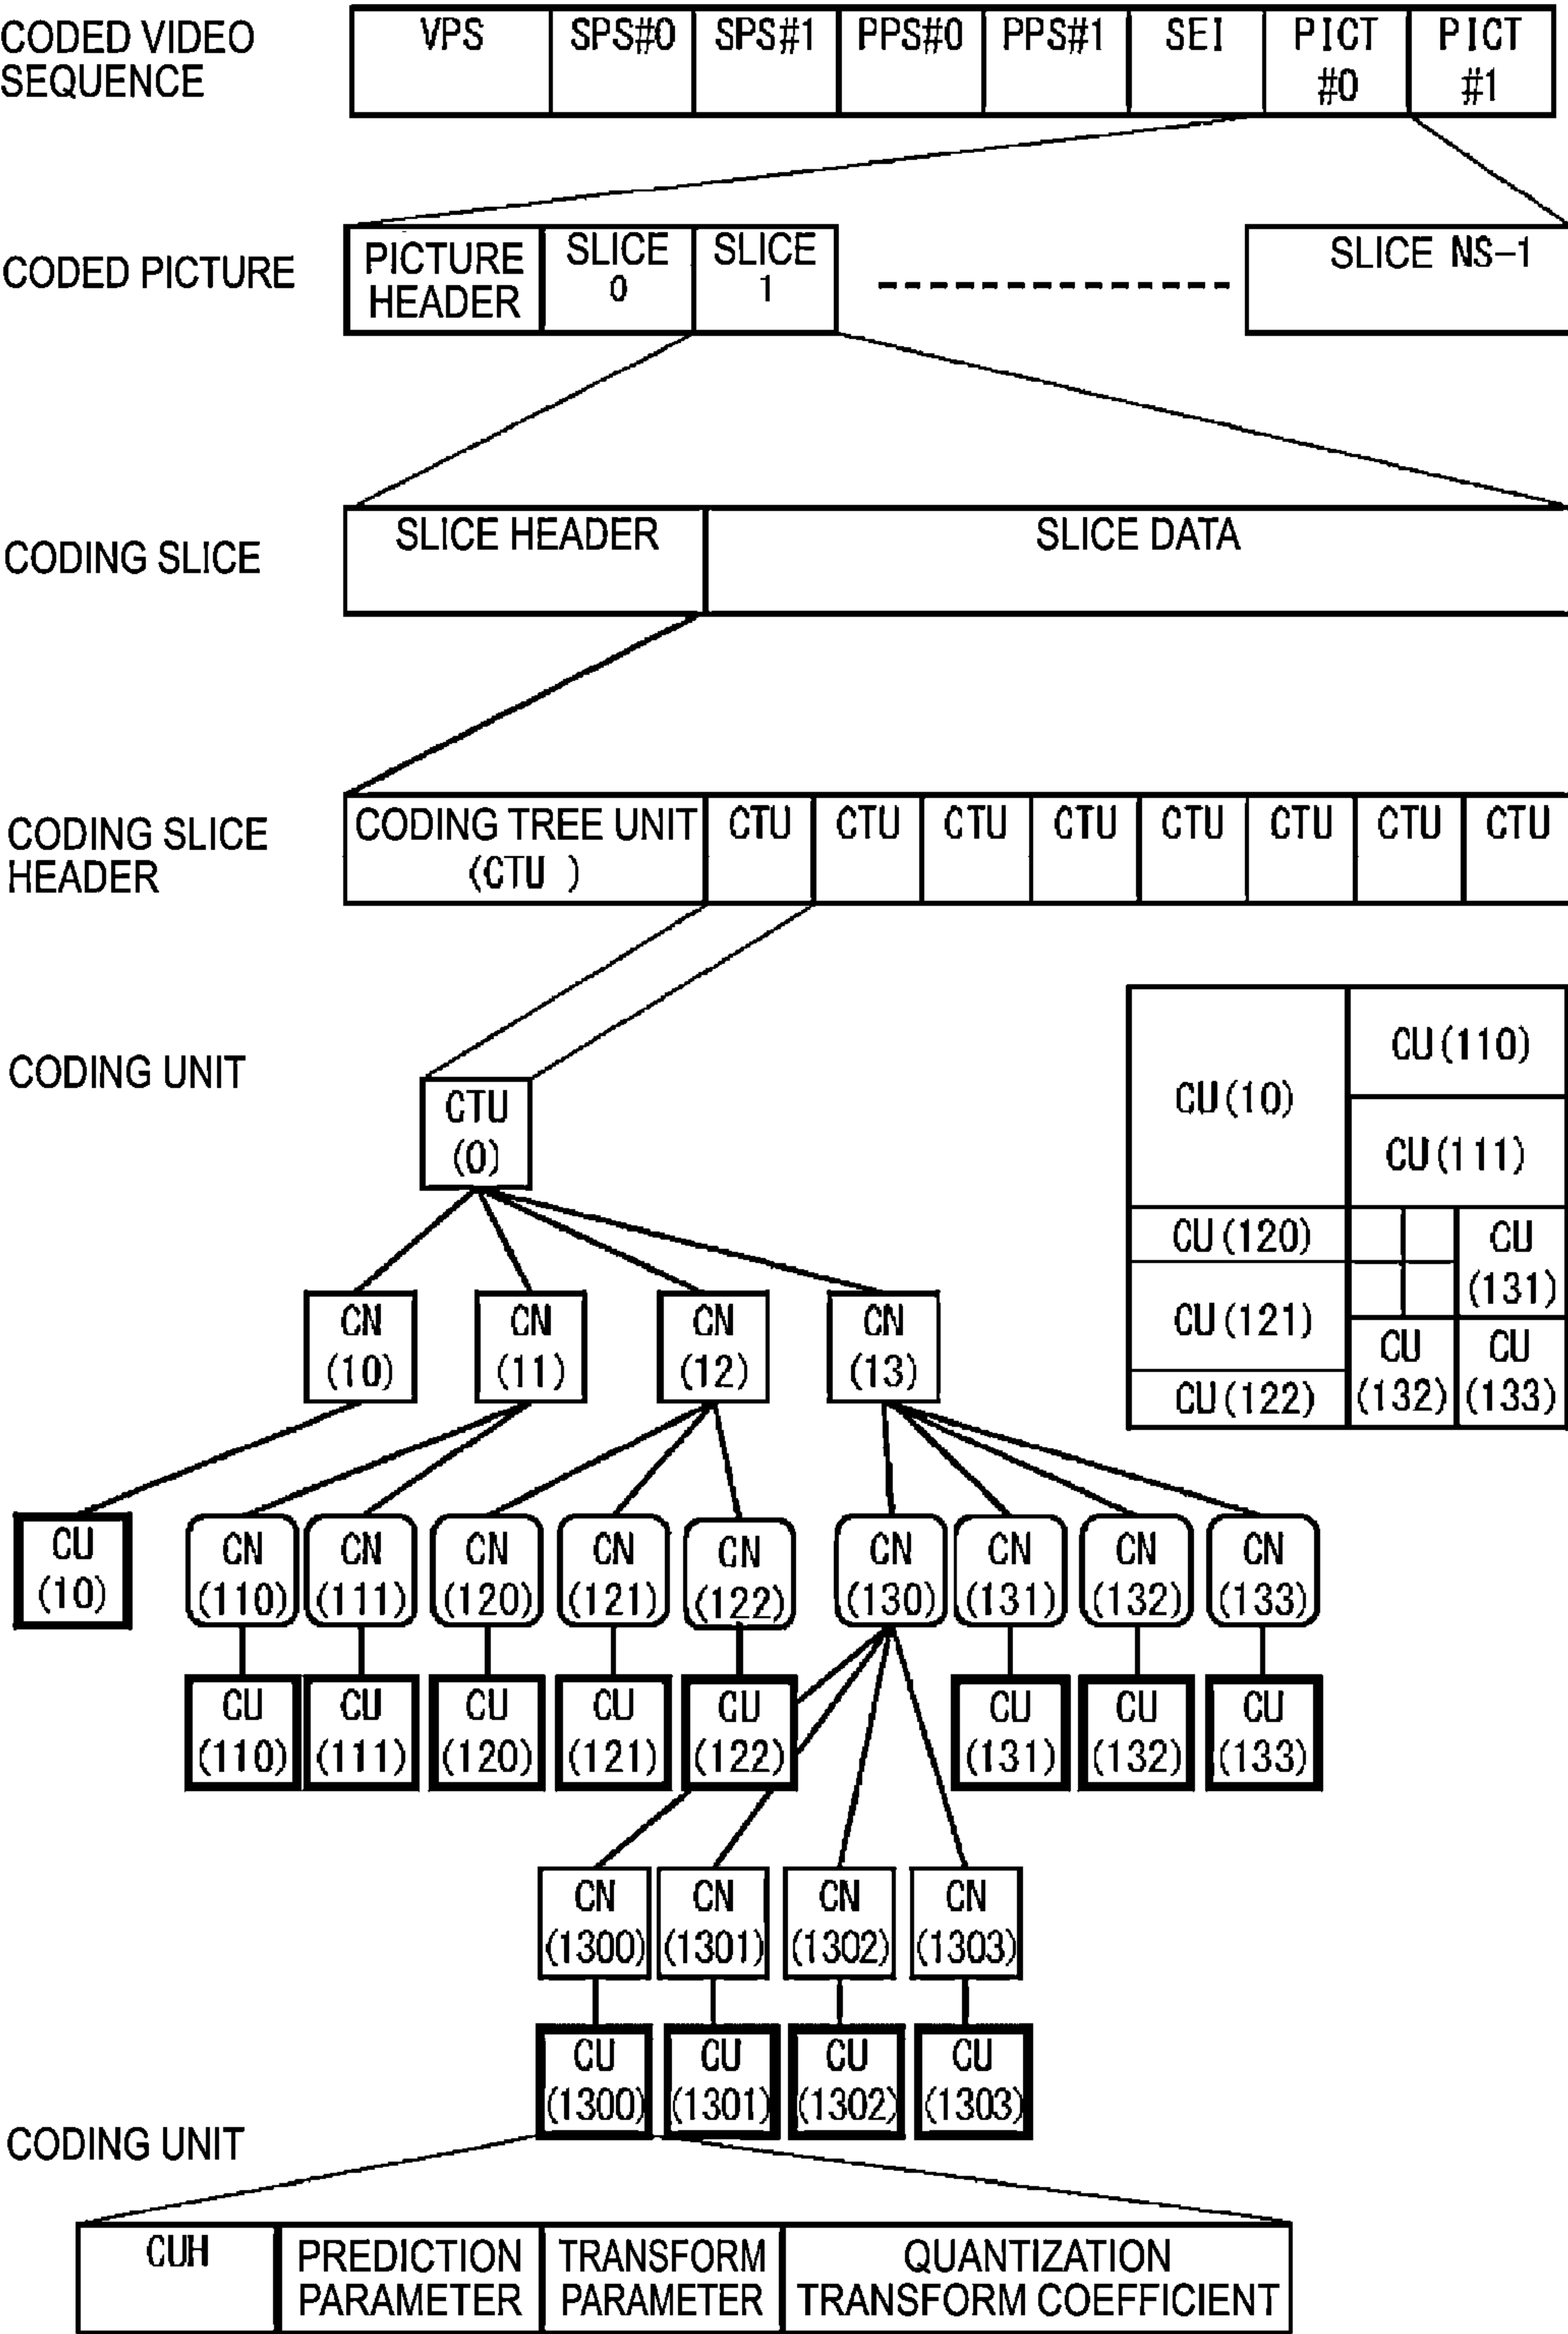 CODED VIDEO
SEQUENCE
VPS
SPS#0
SPS#1
PPS#0
PPS#1
SEI
PICT
#0
PICT
#1
CODED PICTURE
PICTURE
HEADER
SLICE
0
SLICE
1
SLICE NS-1
CODING SLICE
SLICE HEADER
SLICE DATA
CODING SLICE
HEADER
CODING TREE UNIT
(CTU )
CTU
CTU
CTU
CTU
CTU
CTU
CTU
CTU
CODING UNIT
CTU
(0)
CU(10)
CU(110)
CU(111)
CU(120)
CU(121)
CU(122)
CU
(131)
CU
(132)
CU
(133)
CN
(10)
CN
(11)
CN
(12)
CN
(13)
CU
(10)
CN
(110)
CN
(111)
CN
(120)
CN
(121)
CN
(122)
CN
(130)
CN
(131)
CN
(132)
CN
(133)
CU
(110)
CU
(111)
CU
(120)
CU
(121)
CU
(122)
CU
(131)
CU
(132)
CU
(133)
CN
(1300)
CN
(1301)
CN
(1302)
CN
(1303)
CU
(1300)
CU
(1301)
CU
(1302)
CU
(1303)
CODING UNIT
CUH
PREDICTION
PARAMETER
TRANSFORM
PARAMETER
QUANTIZATION
TRANSFORM COEFFICIENT